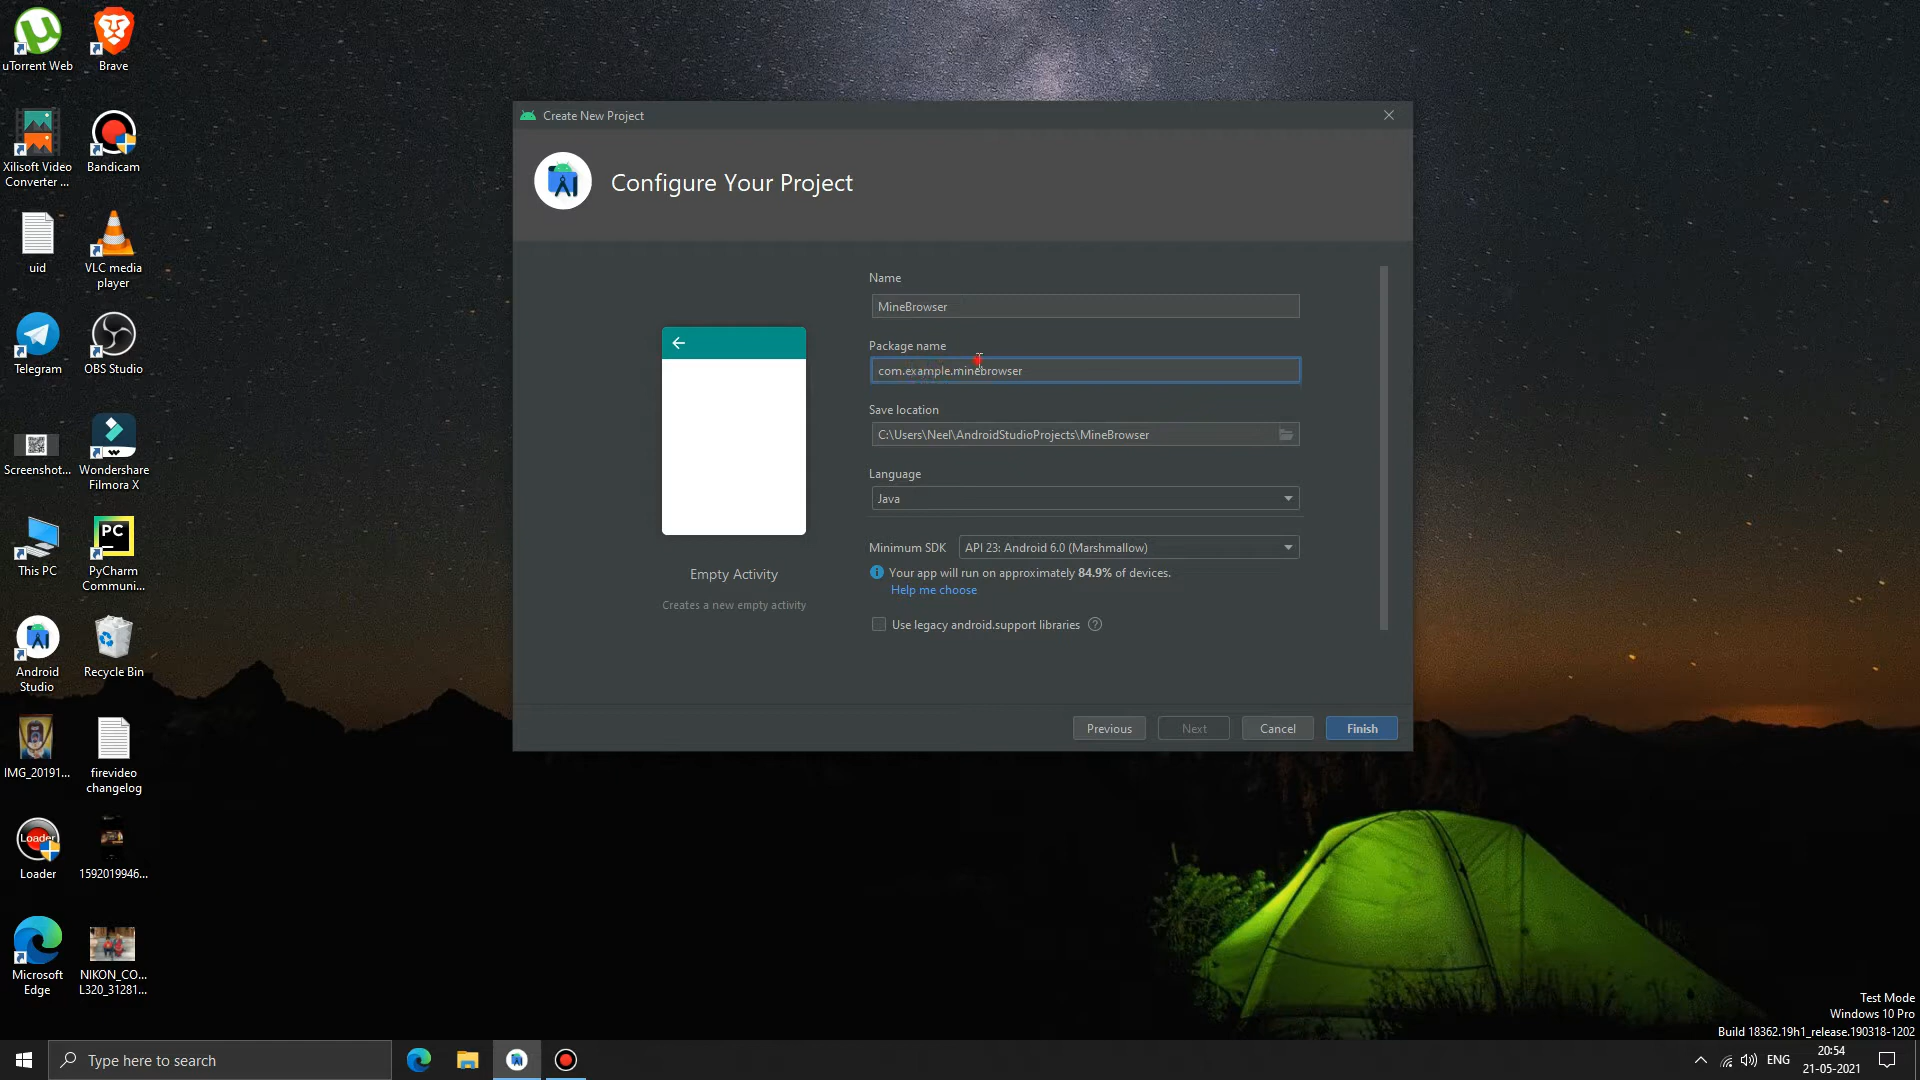 uTorrent Web
Brave
Xilisoft Video
Converter ...
Bandicam
uid
VLC media
player
Telegram
OBS Studio
Screenshot...
Wondershare
Filmora X
This PC
PC
PyCharm
Communi...
Android
Studio
Recycle Bin
IMG_20191...
firevideo
changelog
Loader
Loader
1592019946...
Microsoft
Edge
NIKON_CO...
L320_31281...
Create New Project
Configure Your Project
Name
MineBrowser
Package name
com.example.minebrowser
Save location
C:\Users\Neel\AndroidStudioProjects\MineBrowser
Language
Java
Minimum SDK
API 23: Android 6.0 (Marshmallow)
Your app will run on approximately 84.9% of devices.
Help me choose
Use legacy android.support libraries
Empty Activity
Creates a new empty activity
Previous
Next
Cancel
Finish
Test Mode
Windows 10 Pro
Build 18362.19h1_release.190318-1202
Type here to search
ENG
20:54
21-05-2021